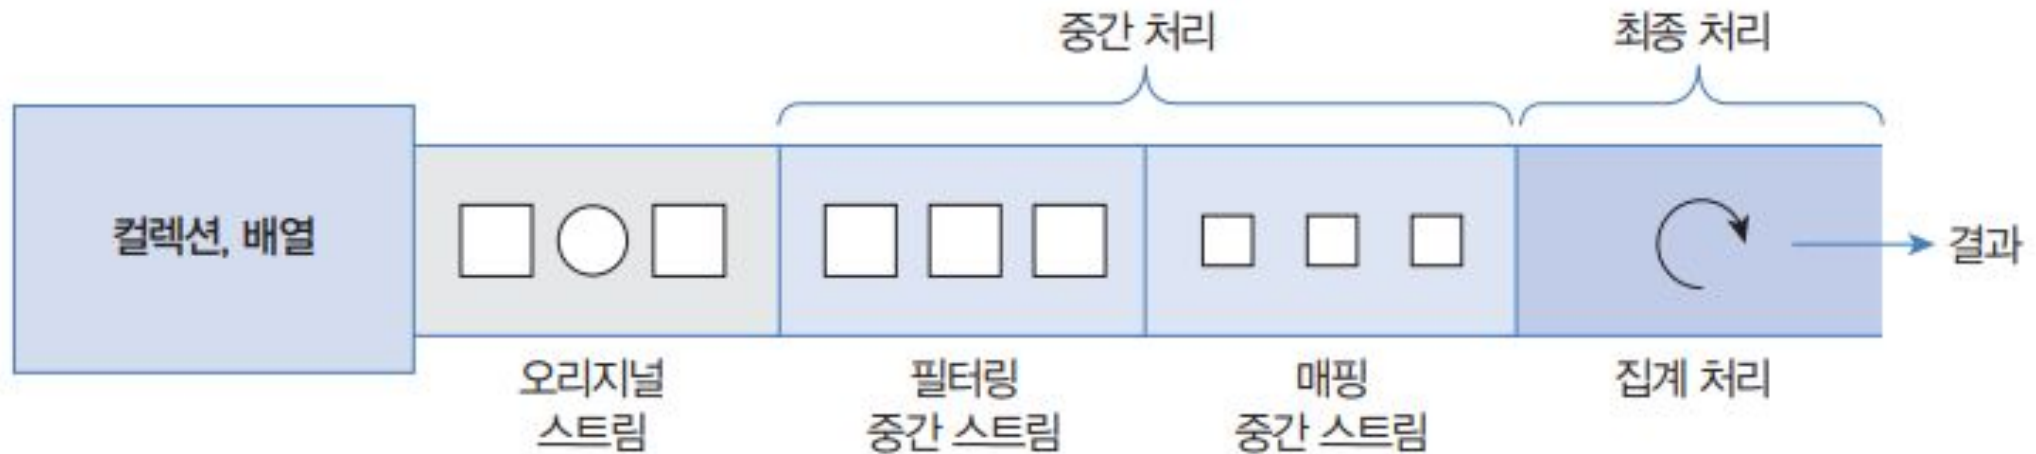 중간 처리
최종 처리
컬렉션, 배열
결과
오리지널
스트림
필터링
중간 스트림
매핑
중간 스트림
집계 처리